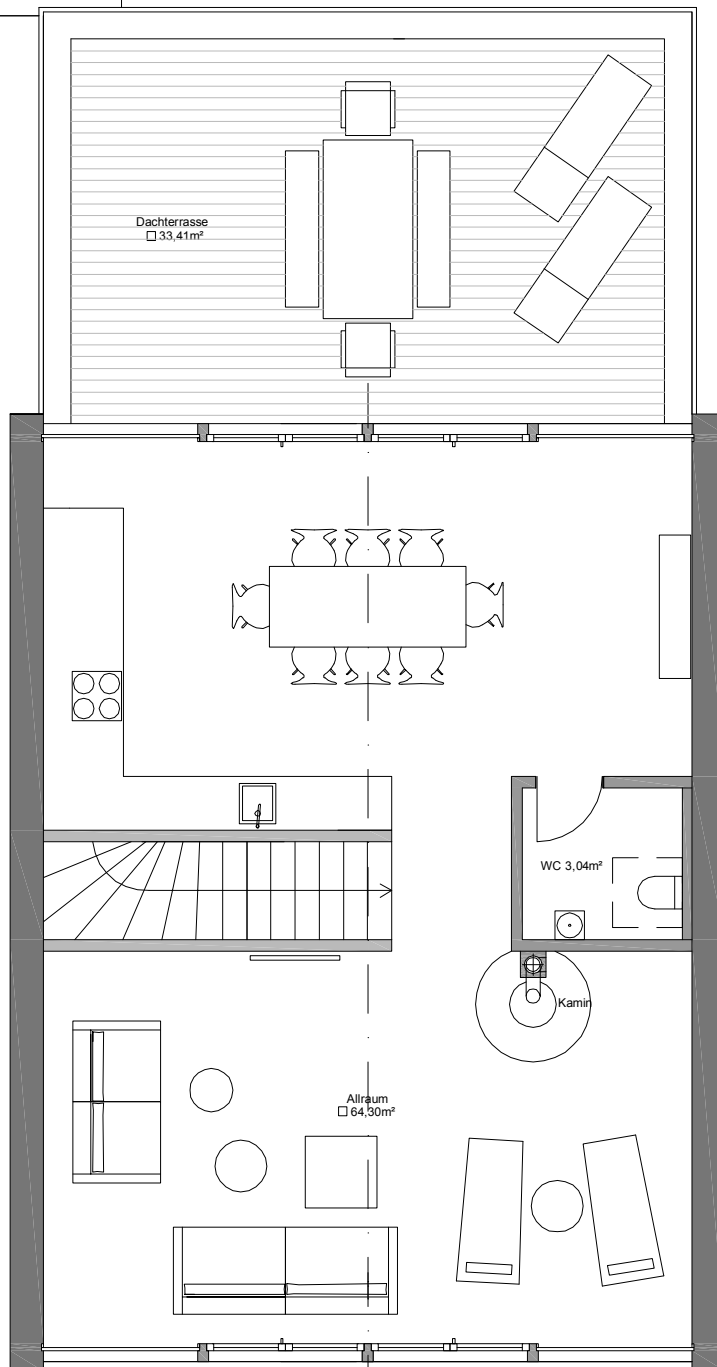 Dachterrasse
□ 33,41m²
WC 3,04m²
Kamin
Allraum
□ 64,30m²